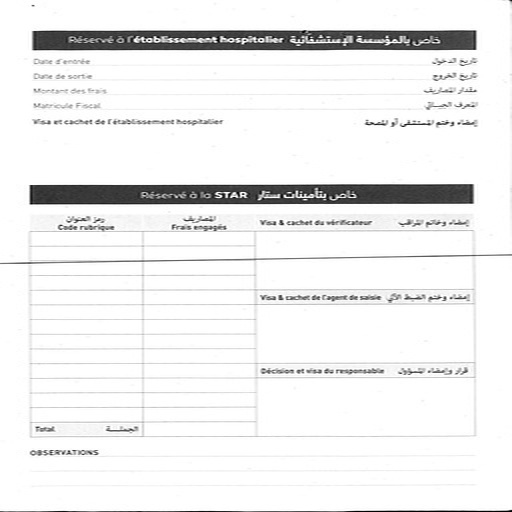 Réservé à l'établissement hospitalier خاص بالمؤسسة الإستشفائية
Date d'entrée تاريخ الدخول
Date de sortie تاريخ الخروج
Montant des frais مقدار المصاريف
Matricule Fiscal المعرف الجبائي
Visa et cachet de l'établissement hospitalier إمضاء وختم المستشفى أو المصحة
Réservé à la STAR خاص بتأمينات ستار
رمز العنوان المصاريف
Code rubrique Frais engagés Visa & cachet du vérificateur إمضاء وخاتم المراقب
Visa & cachet de l'agent de saisie إمضاء وختم الضبط الآلي
Décision et visa du responsable قرار وإمضاء المسؤول
Total الجملـــة
OBSERVATIONS